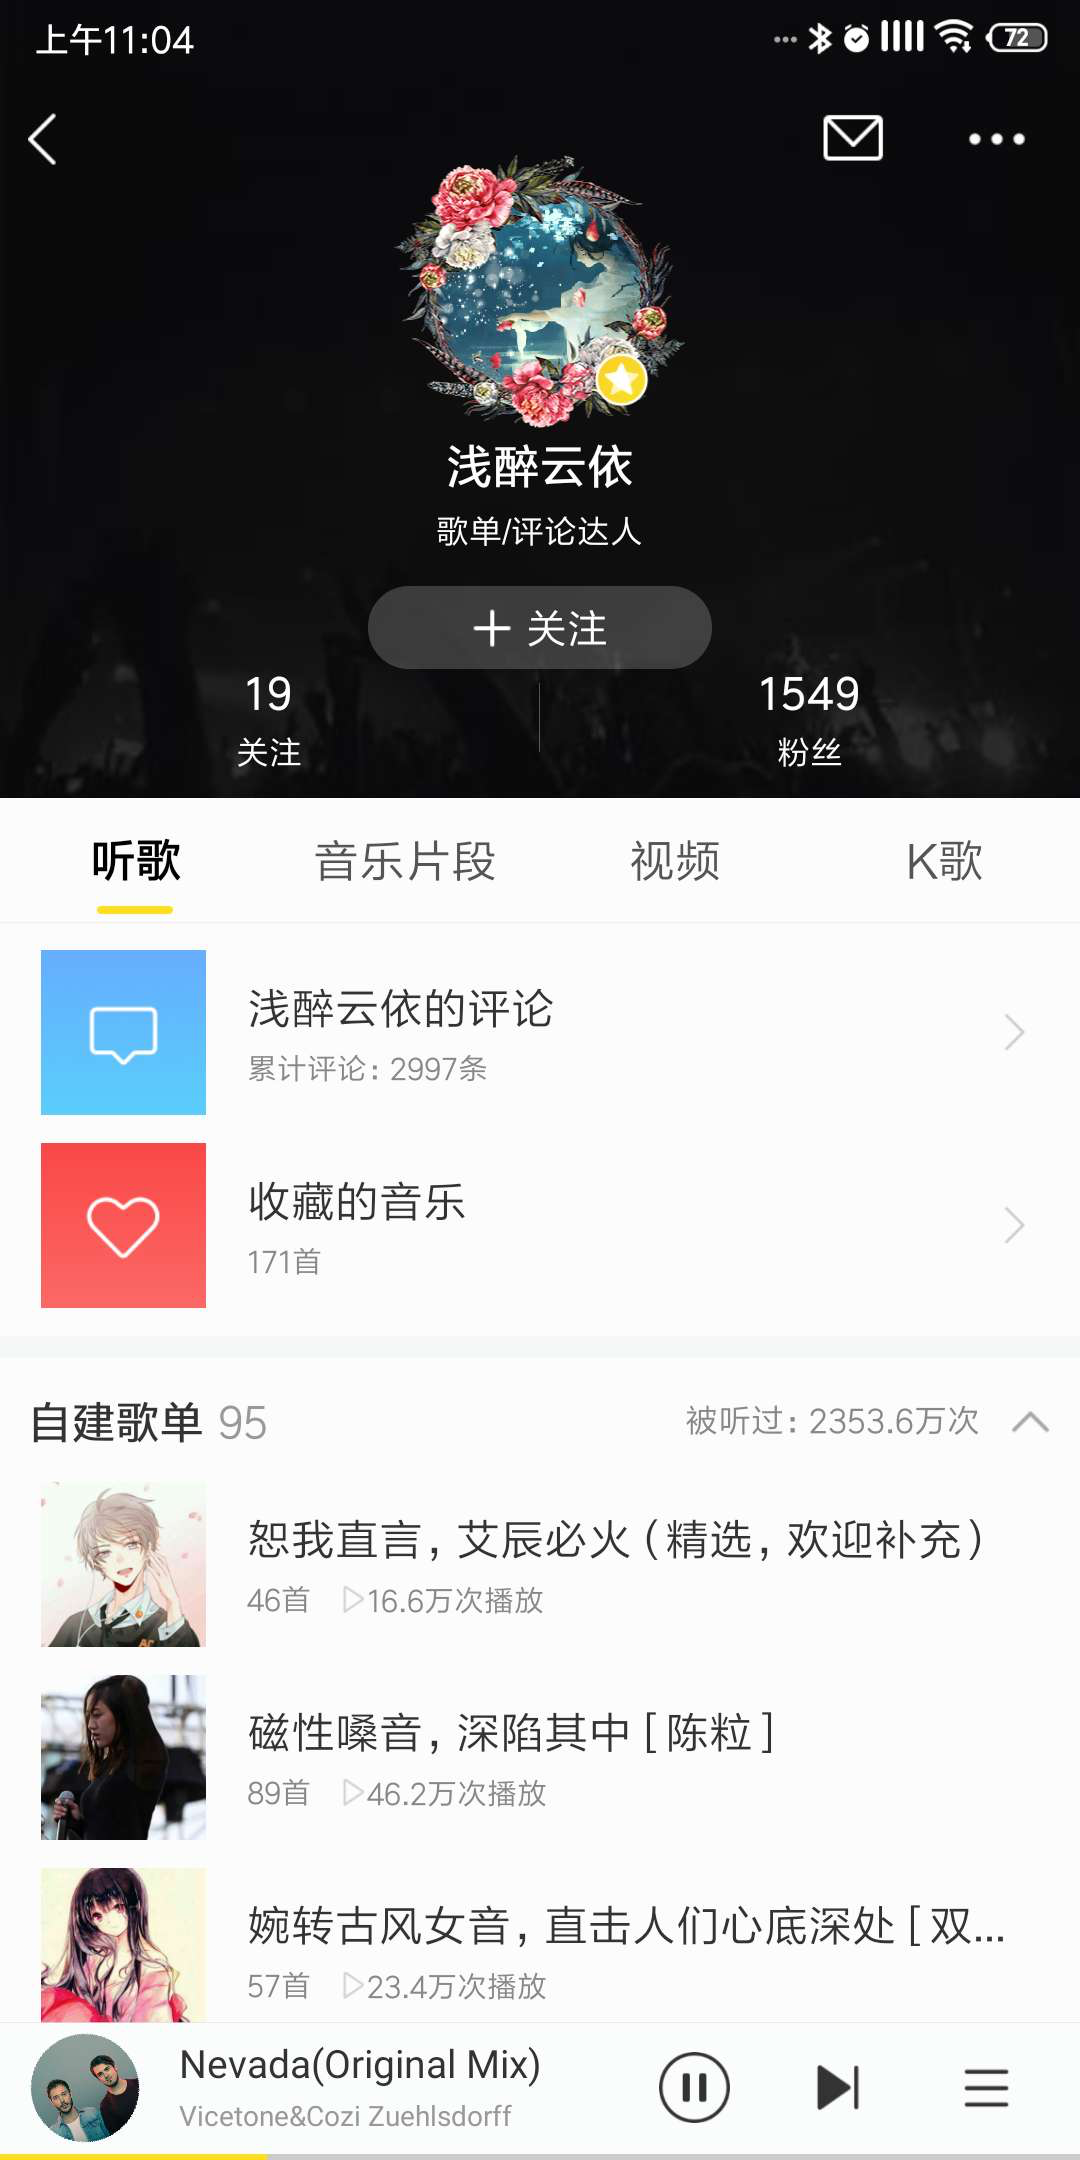 上午11:04
72
浅醉云依
歌单/评论达人
关注
19
1549
关注
粉丝
听歌 音乐片段 视频 K歌
浅醉云依的评论
累计评论: 2997条
收藏的音乐
171首
自建歌单 95
被听过: 2353.6万次
恕我直言, 艾辰必火 (精选, 欢迎补充)
46首 16.6万次播放
磁性嗓音, 深陷其中 [陈粒]
89首 46.2万次播放
婉转古风女音, 直击人们心底深处 [双...
57首 23.4万次播放
Nevada(Original Mix)
Vicetone&Cozi Zuehlsdorff